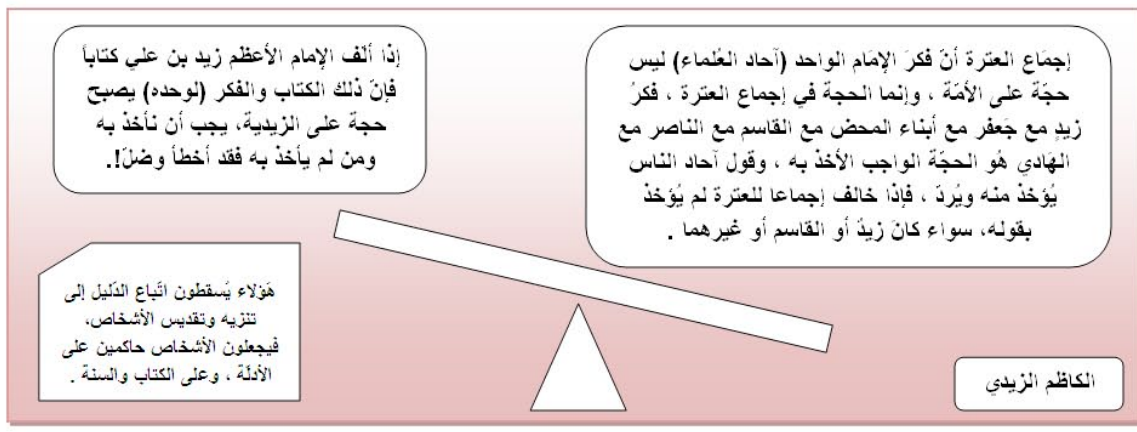 إجمَاع العترة أنّ فكرَ الإمَام الواحد (آحاد العُلماء) ليس
حجّة على الأمّة ، وإنما الحجة في إجماع العترة ، فكرُ
زيدٍ مع جَعفر مع أبناء المحض مع القاسم مع الناصر مع
الهَادي هُو الحجّة الواجب الأخذ به ، وقول آحاد الناس
يُؤخذ منه ويُردّ ، فإذا خالف إجماعا للعترة لم يُؤخذ
بقوله، سواء كانَ زيدٌ أو القاسم أو غيرهما .
إذا ألّف الإمام الأعظم زيد بن علي كتاباً
فإنّ ذلك الكتاب والفكر (لوحده) يصبح
حجة على الزيدية، يجب أن نأخذ به
ومن لم يأخذ به فقد أخطأ وضلّ!.
هَؤلاء يُسقطون اتّباع الدّليل إلى
تنزيه وتقديس الأشخاص،
فيجعلون الأشخاص حاكمين على
الأدلّة ، وعلى الكتاب والسنة .
الكاظم الزيدي